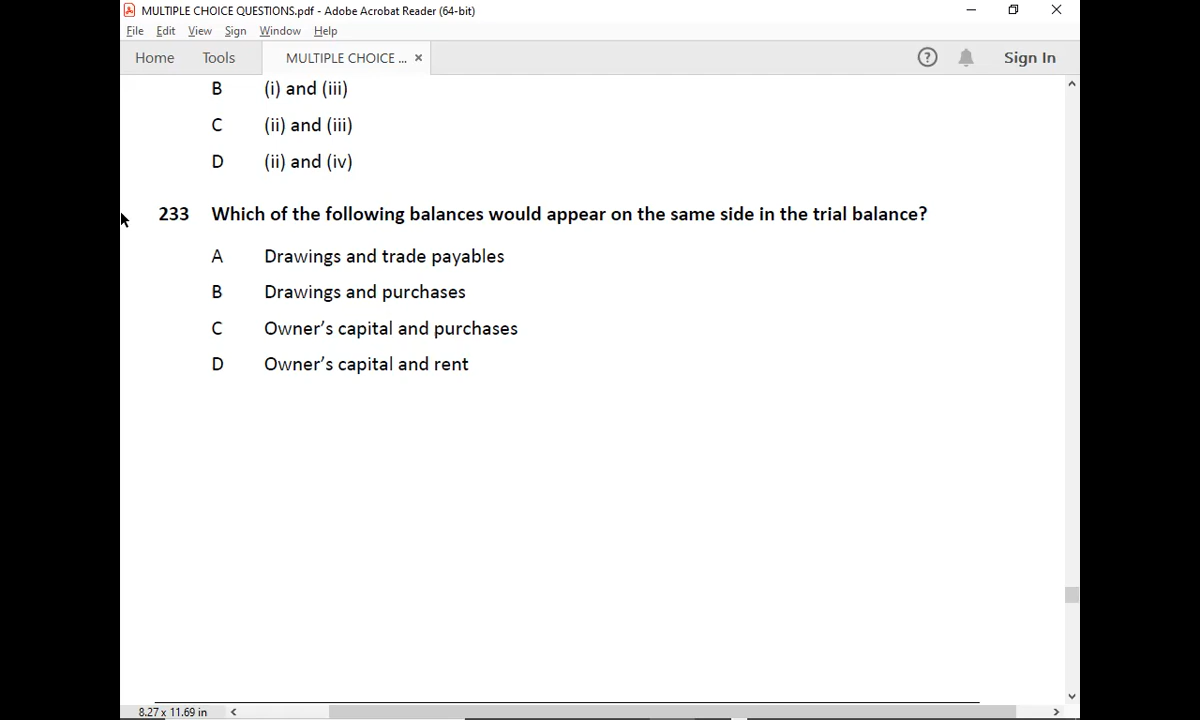 MULTIPLE CHOICE QUESTIONS.pdf - Adobe Acrobat Reader (64-bit)
File Edit View Sign Window Help
Home Tools MULTIPLE CHOICE ... × ? Sign In
B (i) and (iii)
C (ii) and (iii)
D (ii) and (iv)
233 Which of the following balances would appear on the same side in the trial balance?
A Drawings and trade payables
B Drawings and purchases
C Owner's capital and purchases
D Owner's capital and rent
8.27 x 11.69 in